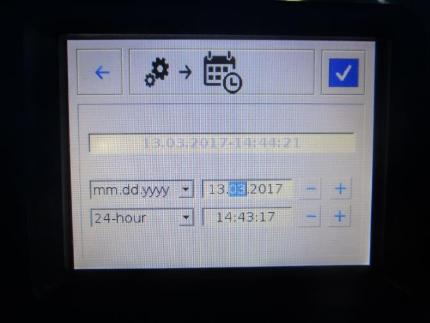 13.03.2017-14:44:21
mm.dd.yyyy 13.03.2017 - +
24-hour 14:43:17 - +